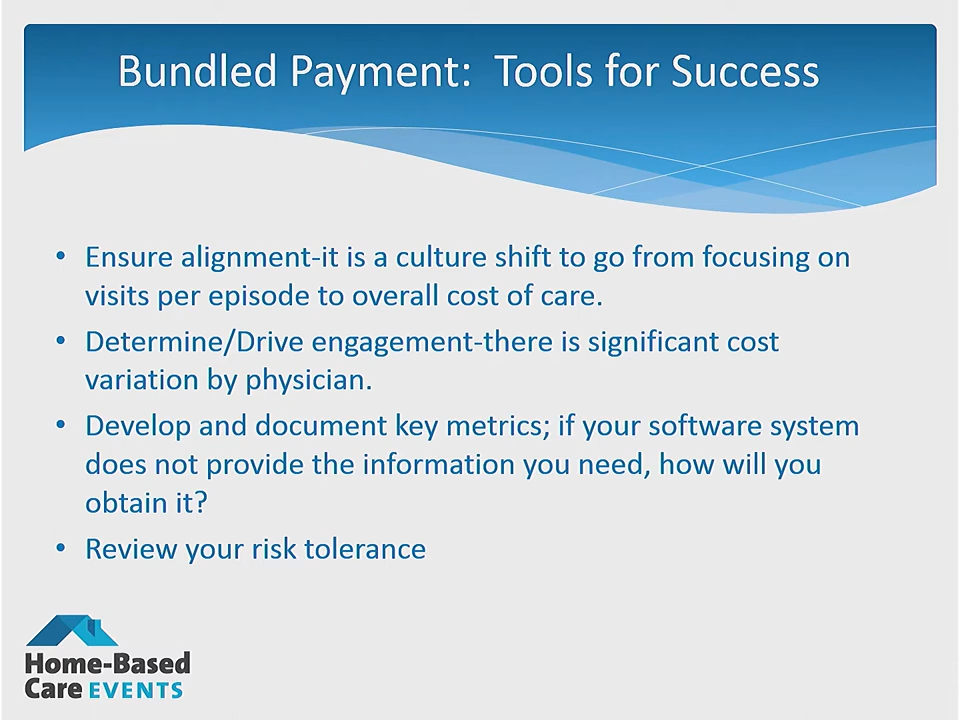 Bundled Payment:  Tools for Success
• Ensure alignment-it is a culture shift to go from focusing on
visits per episode to overall cost of care.
• Determine/Drive engagement-there is significant cost
variation by physician.
• Develop and document key metrics; if your software system
does not provide the information you need, how will you
obtain it?
• Review your risk tolerance
Home-Based
Care EVENTS